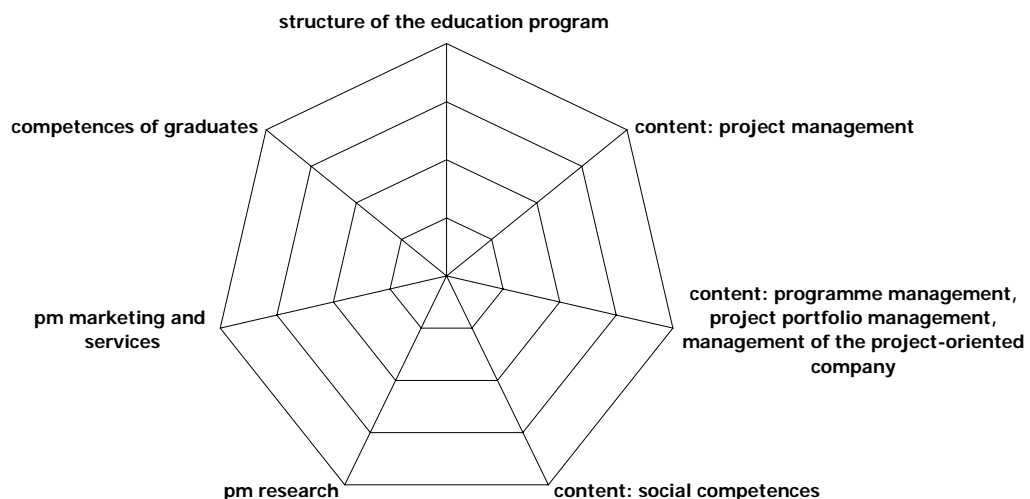 structure of the education program
competences of graduates
content: project management
pm marketing and
services
content: programme management,
project portfolio management,
management of the project-oriented
company
pm research
content: social competences